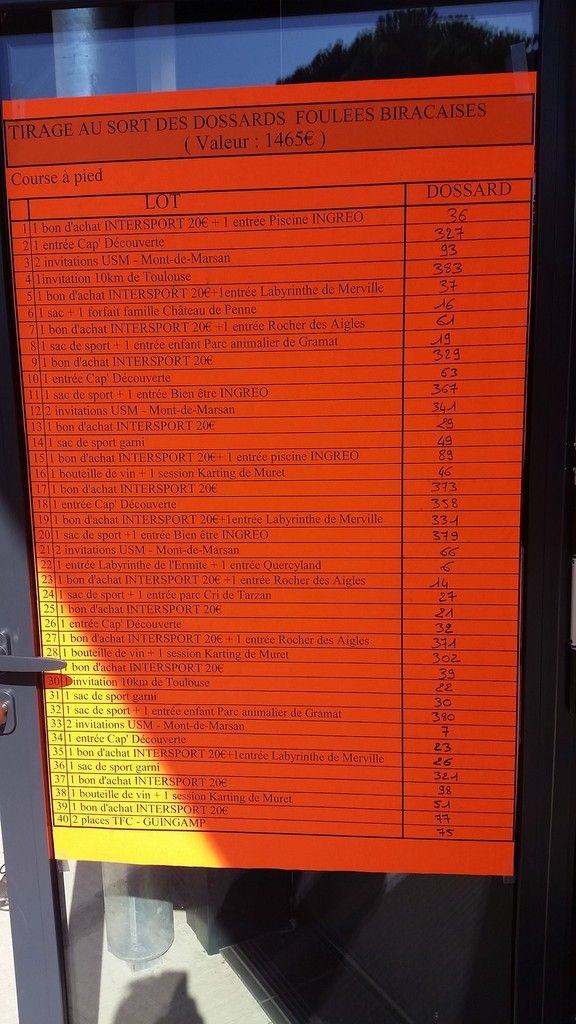 TIRAGE AU SORT DES DOSSARDS FOULEES BIRACAISES
( Valeur : 1465€ )
Course à pied
LOT DOSSARD
1 1 bon d'achat INTERSPORT 20€ + 1 entrée Piscine INGREO 36
2 1 entrée Cap' Découverte 327
3 2 invitations USM - Mont-de-Marsan 93
4 1invitation 10km de Toulouse 383
5 1 bon d'achat INTERSPORT 20€+1entrée Labyrinthe de Merville 37
6 1 sac + 1 forfait famille Château de Penne 16
7 1 bon d'achat INTERSPORT 20€ +1 entrée Rocher des Aigles 61
8 1 sac de sport + 1 entrée enfant Parc animalier de Gramat 19
9 1 bon d'achat INTERSPORT 20€ 329
10 1 entrée Cap' Découverte 63
11 1 sac de sport + 1 entrée Bien être INGREO 367
12 2 invitations USM - Mont-de-Marsan 341
13 1 bon d'achat INTERSPORT 20€ 29
14 1 sac de sport garni 49
15 1 bon d'achat INTERSPORT 20€+ 1 entrée piscine INGREO 89
16 1 bouteille de vin + 1 session Karting de Muret 46
17 1 bon d'achat INTERSPORT 20€ 373
18 1 entrée Cap' Découverte 358
19 1 bon d'achat INTERSPORT 20€+1entrée Labyrinthe de Merville 331
20 1 sac de sport +1 entrée Bien être INGREO 379
21 2 invitations USM - Mont-de-Marsan 66
22 1 entrée Labyrinthe de l'Ermite + 1 entrée Quercyland 6
23 1 bon d'achat INTERSPORT 20€ +1 entrée Rocher des Aigles 14
24 1 sac de sport + 1 entrée parc Cri de Tarzan 27
25 1 bon d'achat INTERSPORT 20€ 21
26 1 entrée Cap' Découverte 32
27 1 bon d'achat INTERSPORT 20€ + 1 entrée Rocher des Aigles 371
28 1 bouteille de vin + 1 session Karting de Muret 302
1 bon d'achat INTERSPORT 20€ 39
30 1 invitation 10km de Toulouse 22
31 1 sac de sport garni 30
32 1 sac de sport + 1 entrée enfant Parc animalier de Gramat 380
33 2 invitations USM - Mont-de-Marsan 7
34 1 entrée Cap' Découverte 23
35 1 bon d'achat INTERSPORT 20€+1entrée Labyrinthe de Merville 26
36 1 sac de sport garni 321
37 1 bon d'achat INTERSPORT 20€ 98
38 1 bouteille de vin + 1 session Karting de Muret 51
39 1 bon d'achat INTERSPORT 20€ 77
40 2 places TFC - GUINGAMP 75